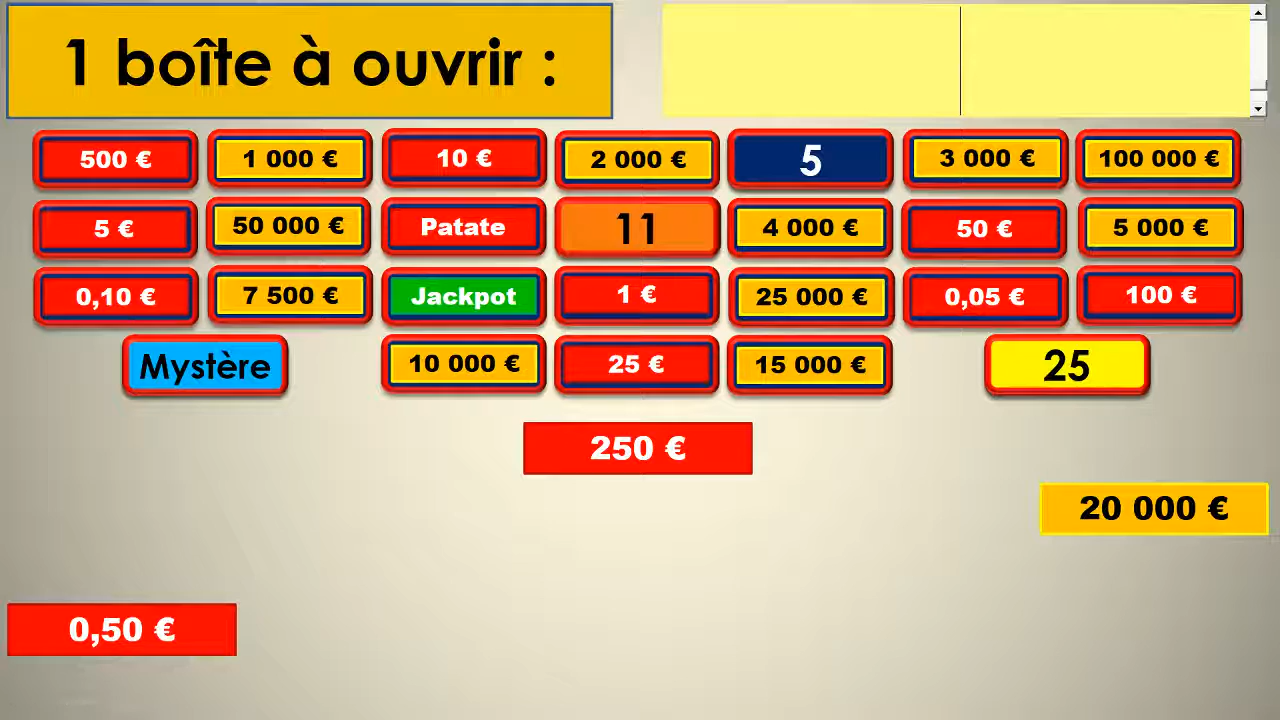 1 boîte à ouvrir :
500 € 1 000 € 10 € 2 000 € 5 3 000 € 100 000 €
5 € 50 000 € Patate 11 4 000 € 50 € 5 000 €
0,10 € 7 500 € Jackpot 1 € 25 000 € 0,05 € 100 €
Mystère 10 000 € 25 € 15 000 € 25
250 €
20 000 €
0,50 €